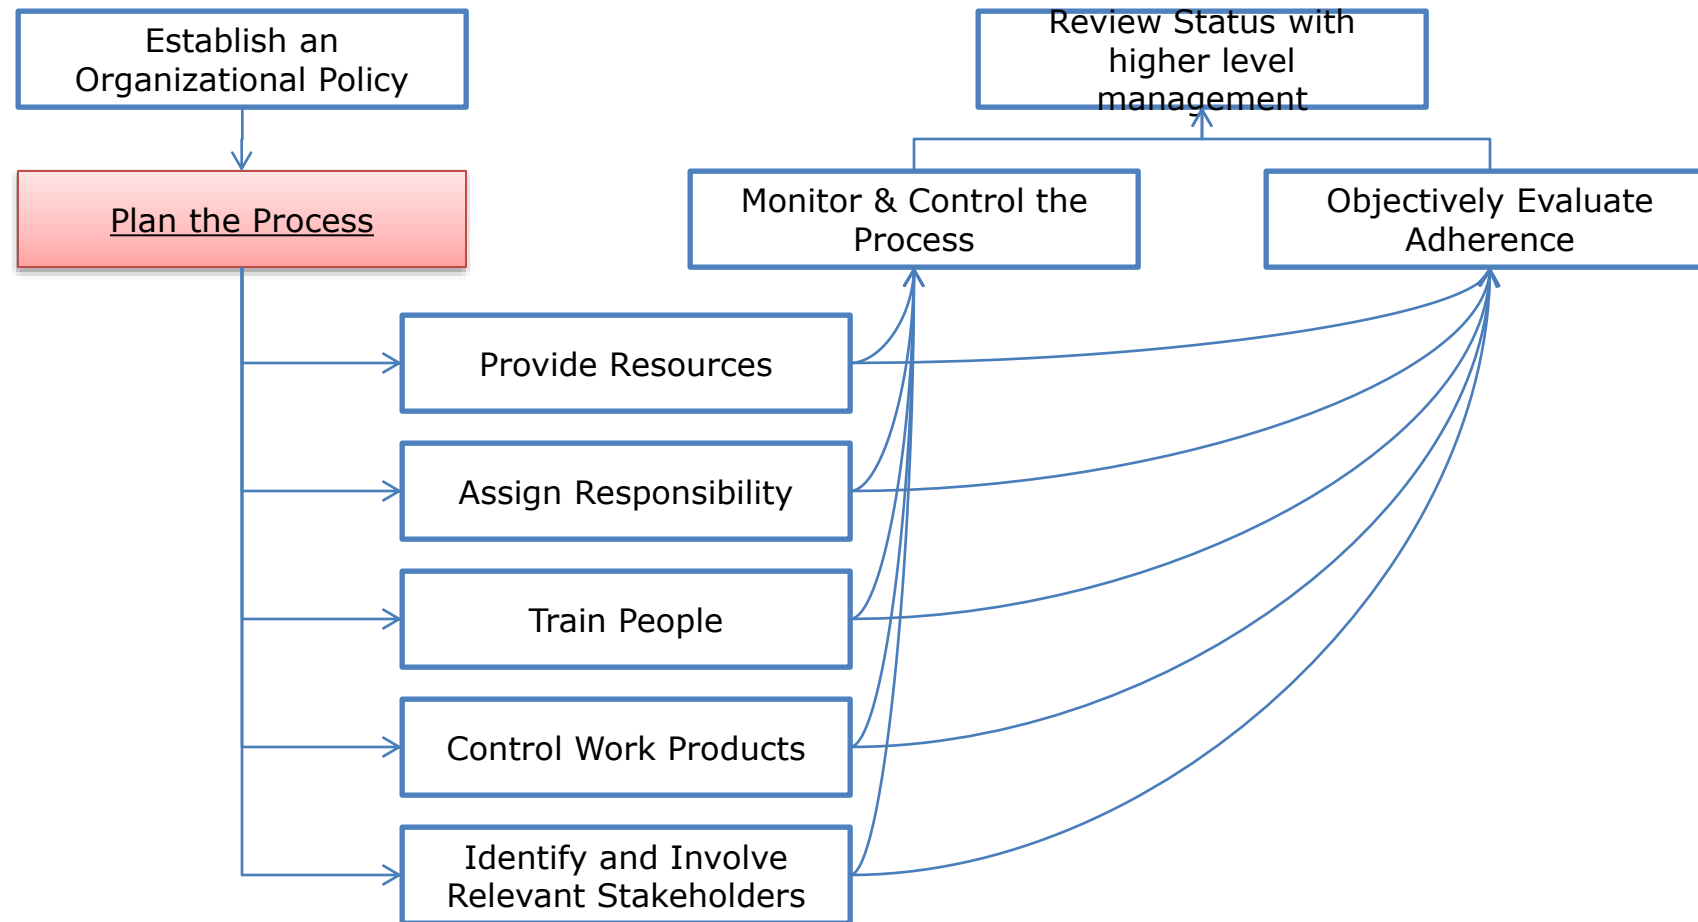 Establish an
Organizational Policy
Review Status with
higher level
management
Plan the Process
Monitor & Control the
Process
Objectively Evaluate
Adherence
Provide Resources
Assign Responsibility
Train People
Control Work Products
Identify and Involve
Relevant Stakeholders